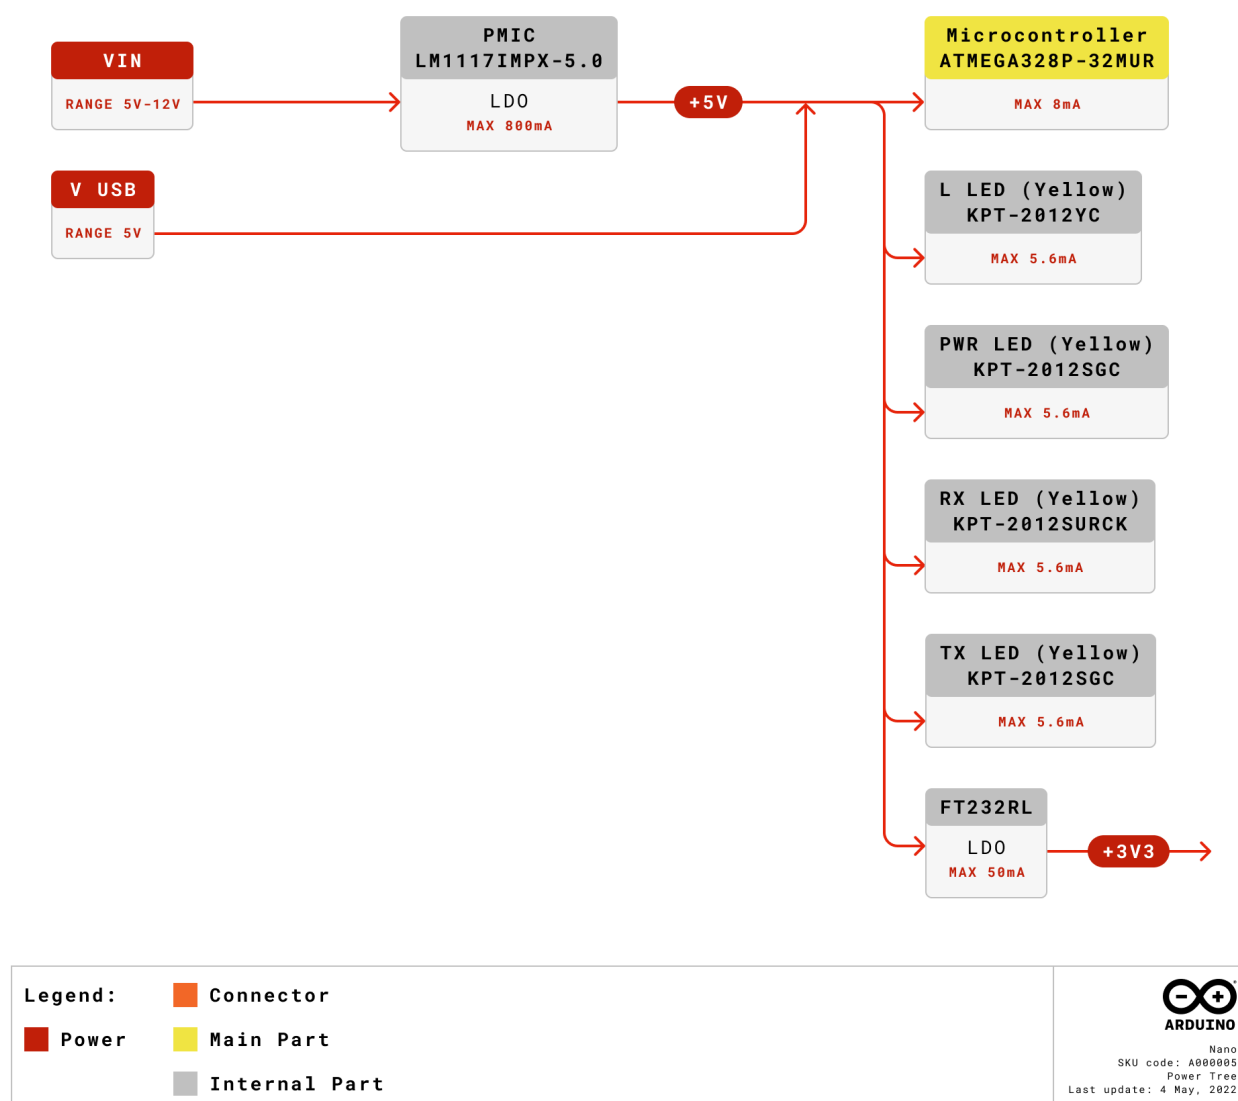 VIN
RANGE 5V-12V
V USB
RANGE 5V
PMIC
LM1117IMPX-5.0
LDO
MAX 800mA
+5V
Microcontroller
ATMEGA328P-32MUR
MAX 8mA
L LED (Yellow)
KPT-2012YC
MAX 5.6mA
PWR LED (Yellow)
KPT-2012SGC
MAX 5.6mA
RX LED (Yellow)
KPT-2012SURCK
MAX 5.6mA
TX LED (Yellow)
KPT-2012SGC
MAX 5.6mA
FT232RL
LDO
MAX 50mA
+3V3
Legend:
Power
Connector
Main Part
Internal Part
ARDUINO
Nano
SKU code: A000005
Power Tree
Last update: 4 May, 2022